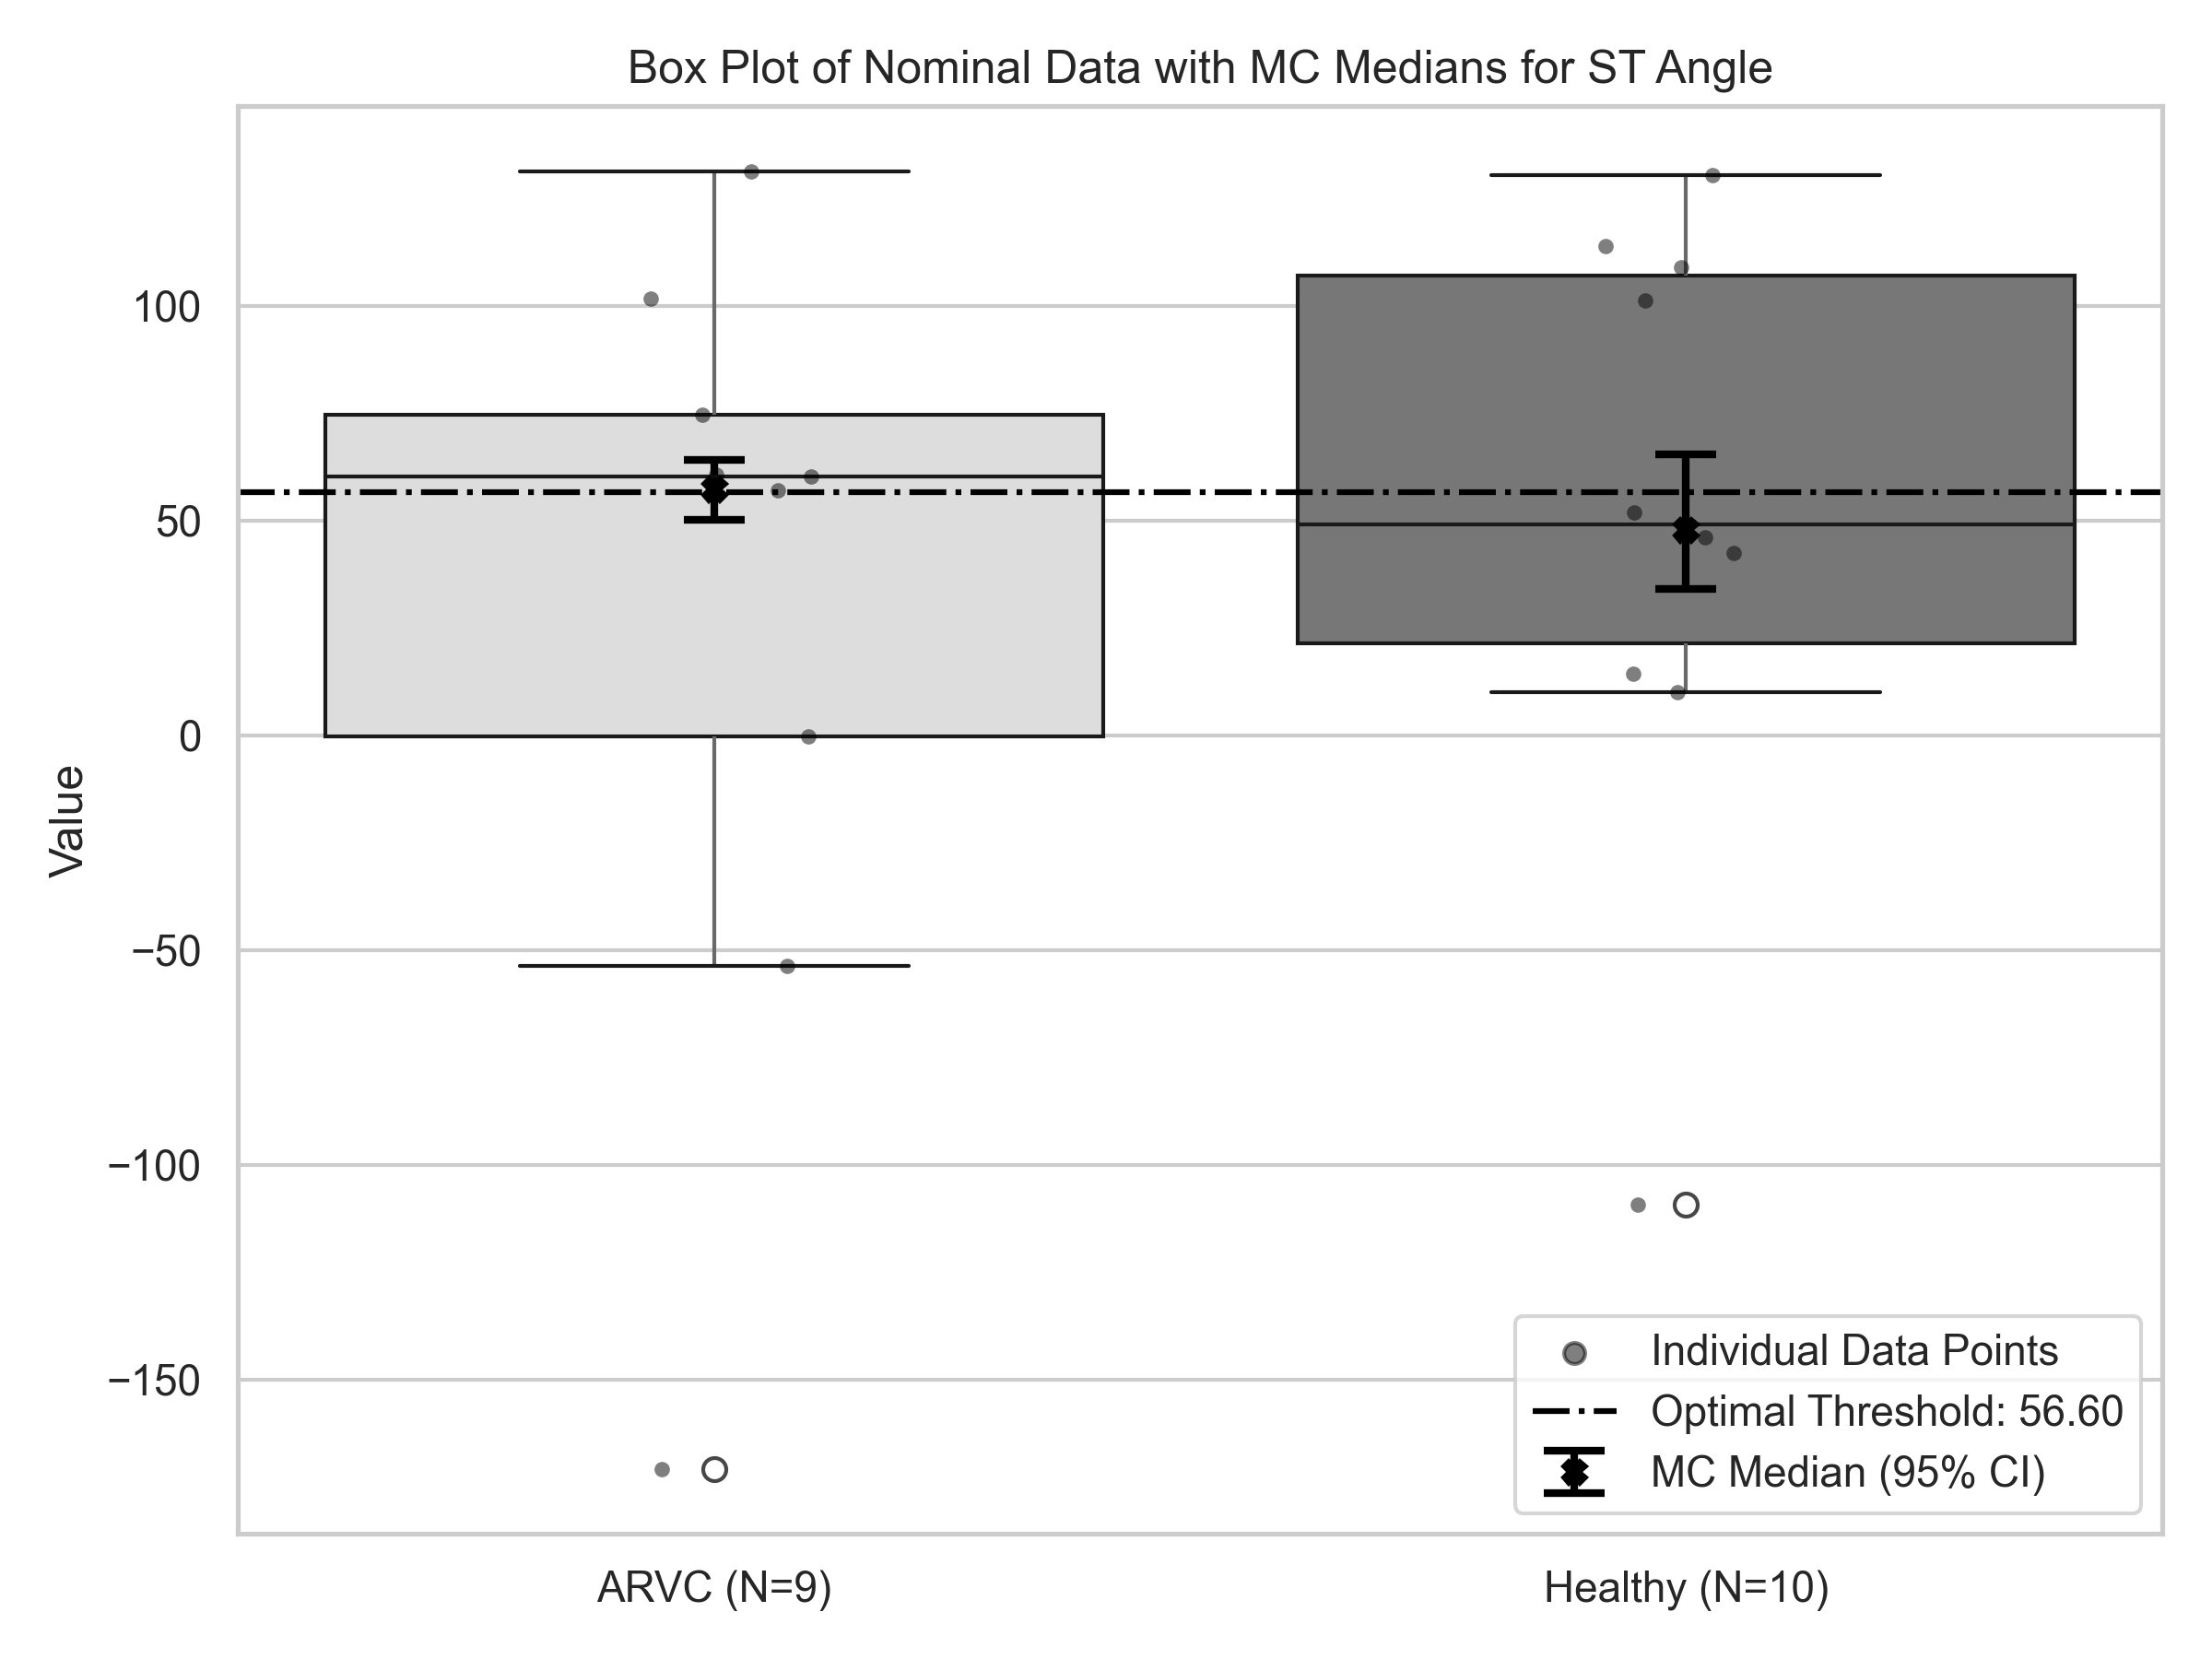 Box Plot of Nominal Data with MC Medians for ST Angle
Value
100
50
0
−50
−100
−150
Individual Data Points
Optimal Threshold: 56.60
MC Median (95% CI)
ARVC (N=9)
Healthy (N=10)